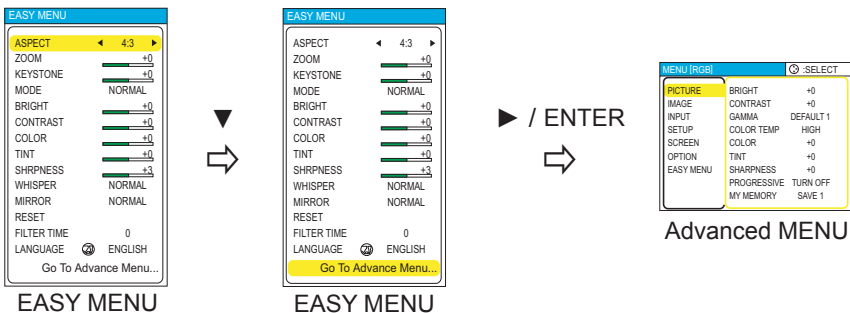 EASY MENU
ASPECT 4:3
ZOOM +0
KEYSTONE +0
MODE NORMAL
BRIGHT +0
CONTRAST +0
COLOR +0
TINT +0
SHRPNESS +3
WHISPER NORMAL
MIRROR NORMAL
RESET
FILTER TIME 0
LANGUAGE ENGLISH
Go To Advance Menu...
EASY MENU
▼
EASY MENU
ASPECT 4:3
ZOOM +0
KEYSTONE +0
MODE NORMAL
BRIGHT +0
CONTRAST +0
COLOR +0
TINT +0
SHRPNESS +3
WHISPER NORMAL
MIRROR NORMAL
RESET
FILTER TIME 0
LANGUAGE ENGLISH
Go To Advance Menu...
EASY MENU
► / ENTER
MENU [RGB] :SELECT
PICTURE BRIGHT +0
IMAGE CONTRAST +0
INPUT GAMMA DEFAULT 1
SETUP COLOR TEMP HIGH
SCREEN COLOR +0
OPTION TINT +0
EASY MENU SHARPNESS +0
PROGRESSIVE TURN OFF
MY MEMORY SAVE 1
Advanced MENU